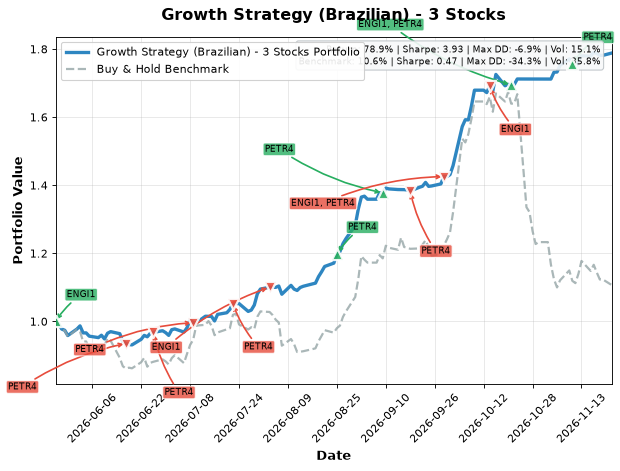 Growth Strategy (Brazilian) - 3 Stocks
ENGI1, PETR4
PETR4
Growth Strategy (Brazilian) - 3 Stocks Portfolio
Buy & Hold Benchmark
78.9% | Sharpe: 3.93 | Max DD: -6.9% | Vol: 15.1%
Benchmark: 10.6% | Sharpe: 0.47 | Max DD: -34.3% | Vol: 35.8%
1.8
1.6
1.4
1.2
1.0
Portfolio Value
ENGI1
PETR4
ENGI1, PETR4
PETR4
PETR4
ENGI1
PETR4
ENGI1
PETR4
PETR4
PETR4
2026-06-06
2026-06-22
2026-07-08
2026-07-24
2026-08-09
2026-08-25
2026-09-10
2026-09-26
2026-10-12
2026-10-28
2026-11-13
Date